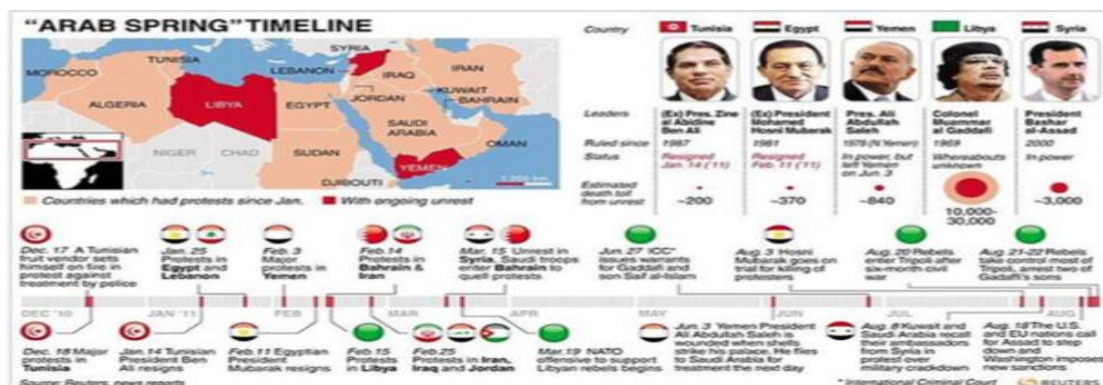 “ARAB SPRING” TIMELINE
SYRIA
TUNISIA
MOROCCO
LEBANON
IRAQ
IRAN
KUWAIT
JORDAN
BAHRAIN
ALGERIA
LIBYA
EGYPT
SAUDI
ARABIA
OMAN
NIGER
CHAD
SUDAN
YEMEN
DJIBOUTI
Countries which had protests since Jan.
With ongoing unrest
Country
Tunisia
Egypt
Yemen
Libya
Syria
Leaders
(Ex) Pres. Zine
al Abidine
Ben Ali
(Ex) President
Mohamed
Hosni Mubarak
Pres. Ali
Abdullah
Saleh
Colonel
Muammar
al Gaddafi
President
Bashar
al-Assad
Ruled since
1987
1981
1978 (N Yemen)
1969
2000
Status
Resigned
Jan. 14 ('11)
Resigned
Feb. 11 ('11)
In power, but
left Yemen
on Jun. 3
Whereabouts
unknown
In power
Estimated
death toll
from unrest
~200
~370
~840
10,000-
30,000
~3,000
Dec. 17 A Tunisian
fruit vendor sets
himself on fire in
protest against
treatment by police
Jan. 25
Protests in
Egypt and
Lebanon
Feb. 3
Major
protests in
Yemen
Feb.14
Protests in
Bahrain &
Iran
Mar. 15 Unrest in
Syria, Saudi troops
enter Bahrain to
quell protests
Jun. 27 ICC*
issues warrants for
Gaddafi and
son Saif al-Islam
Aug. 3 Hosni
Mubarak goes on
trial for killing of
protesters
Aug. 20 Rebels
enter Tripoli after
six-month civil
war
Aug. 21-22 Rebels
take control most of
Tripoli, arrest two of
Gadaffi's sons
DEC '10
JAN '11
FEB
MAR
APR
MAY
JUN
JUL
AUG
Dec. 18 Major
protests in
Tunisia
Jan. 14 Tunisian
President Ben
Ali resigns
Feb. 11 Egyptian
President
Mubarak resigns
Feb 15
Protests
in Libya
Feb 25
Protests in Iran,
Iraq and Jordan
Mar. 19 NATO
offensive to support
Libyan rebels begins
Jun. 3 Yemen President
Ali Abdullah Saleh is
wounded when shells
strike his palace. He flies
to Saudi Arabia for
treatment the next day
Aug. 8 Kuwait and
Saudi Arabia recall
their ambassadors
from Syria in
protest over
military crackdown
Aug. 18 The U.S.
and EU nations call
for Assad to step
down and
Washington imposes
new sanctions
Source: Reuters, news reports
* International Criminal Court
REUTERS